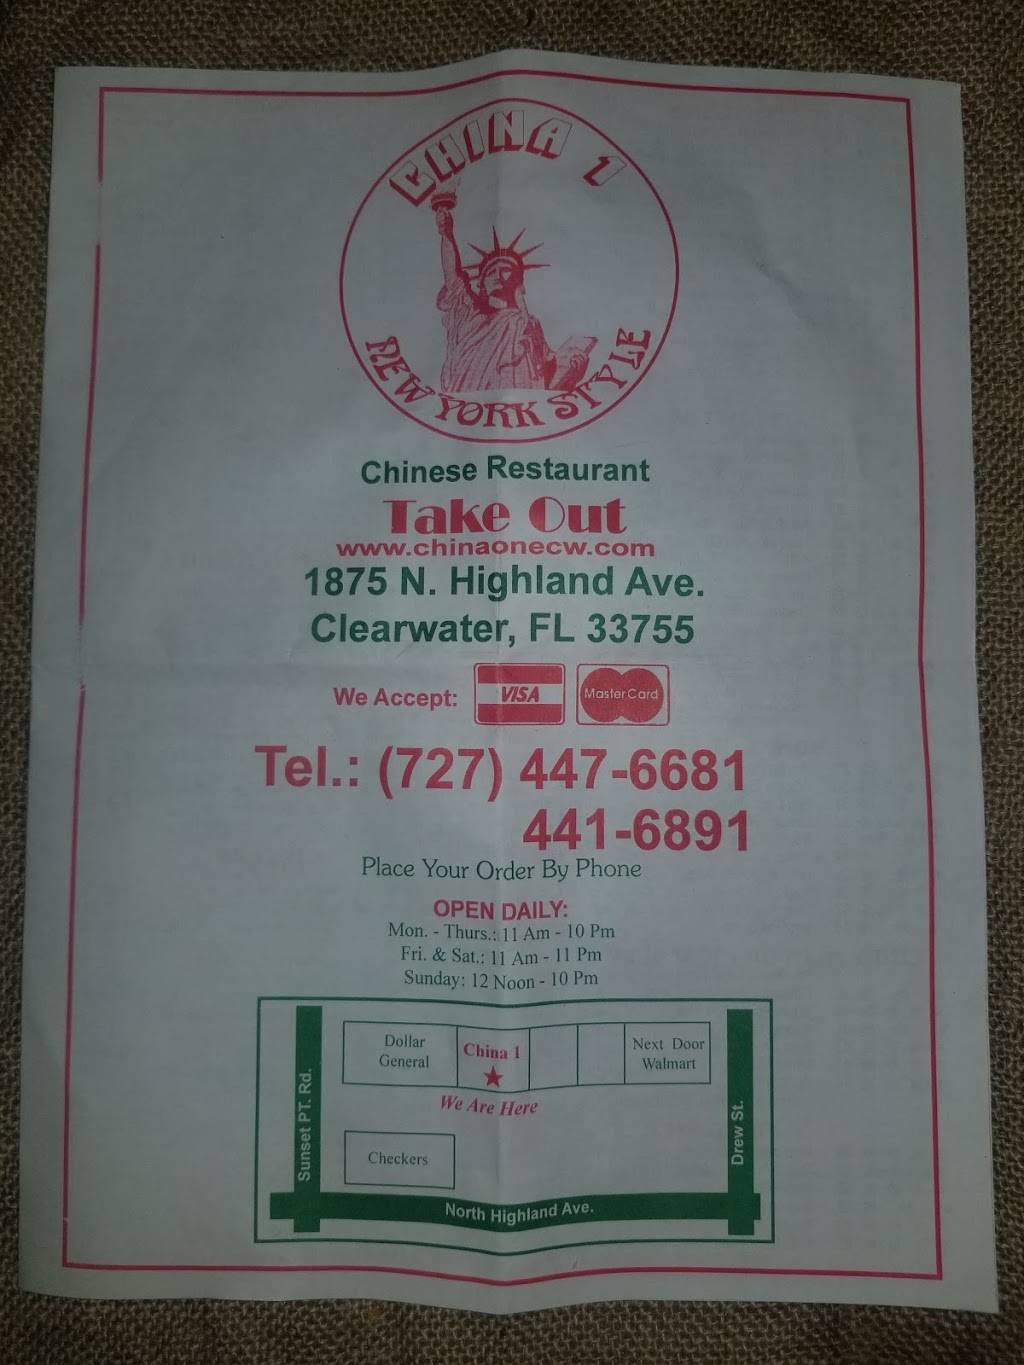 CHINA 1
NEW YORK STYLE
Chinese Restaurant
Take Out
www.chinaonecw.com
1875 N. Highland Ave.
Clearwater, FL 33755
We Accept: VISA MasterCard
Tel.: (727) 447-6681
441-6891
Place Your Order By Phone
OPEN DAILY:
Mon. - Thurs.: 11 Am - 10 Pm
Fri. & Sat.: 11 Am - 11 Pm
Sunday: 12 Noon - 10 Pm
Sunset PT. Rd.
Dollar
General
China 1
Next Door
Walmart
We Are Here
Checkers
Drew St.
North Highland Ave.